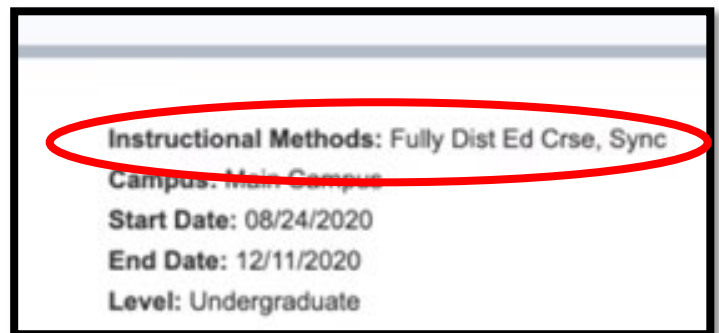 Instructional Methods: Fully Dist Ed Crse, Sync
Campus: Main Campus
Start Date: 08/24/2020
End Date: 12/11/2020
Level: Undergraduate